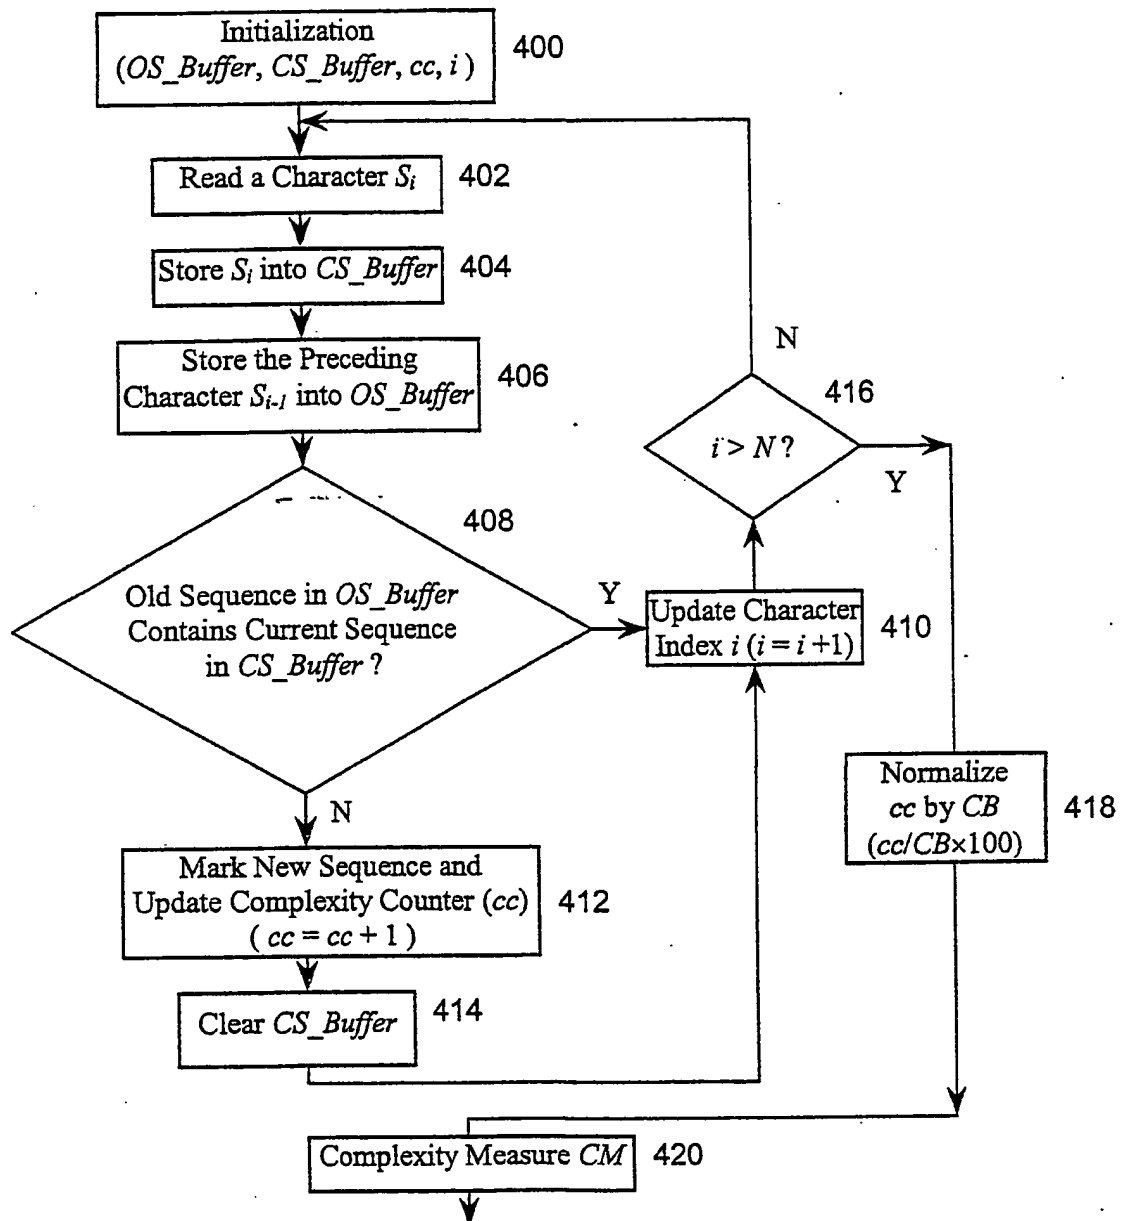 Initialization
(OS_Buffer, CS_Buffer, cc, i )
400
Read a Character Si
402
Store Si into CS_Buffer
404
Store the Preceding
Character Si-1 into OS_Buffer
406
N
416
i > N ?
Y
408
Old Sequence in OS_Buffer
Contains Current Sequence
in CS_Buffer ?
Y
Update Character
Index i (i = i +1)
410
N
Normalize
cc by CB
(cc/CB×100)
418
Mark New Sequence and
Update Complexity Counter (cc)
( cc = cc + 1 )
412
Clear CS_Buffer
414
Complexity Measure CM
420